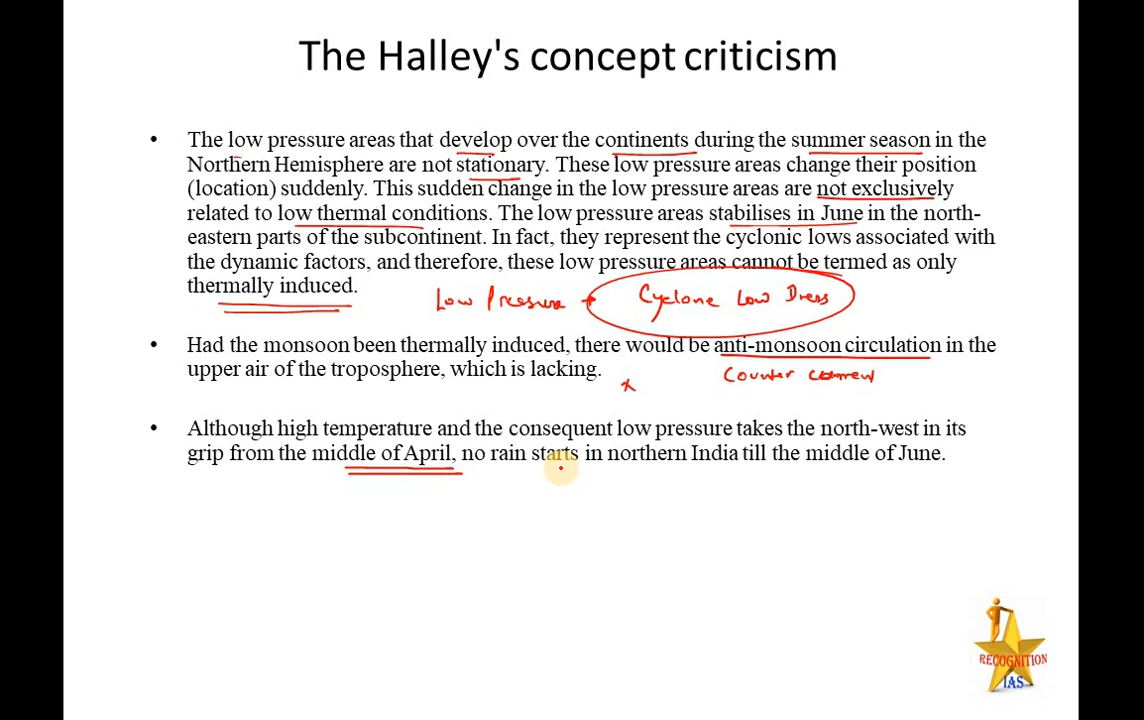 The Halley's concept criticism
• The low pressure areas that develop over the continents during the summer season in the
Northern Hemisphere are not stationary. These low pressure areas change their position
(location) suddenly. This sudden change in the low pressure areas are not exclusively
related to low thermal conditions. The low pressure areas stabilises in June in the north-
eastern parts of the subcontinent. In fact, they represent the cyclonic lows associated with
the dynamic factors, and therefore, these low pressure areas cannot be termed as only
thermally induced.
Low Pressure Cyclone Low
• Had the monsoon been thermally induced, there would be anti-monsoon circulation in the
upper air of the troposphere, which is lacking.
x Counter
• Although high temperature and the consequent low pressure takes the north-west in its
grip from the middle of April, no rain starts in northern India till the middle of June.
RECOGNITION
IAS